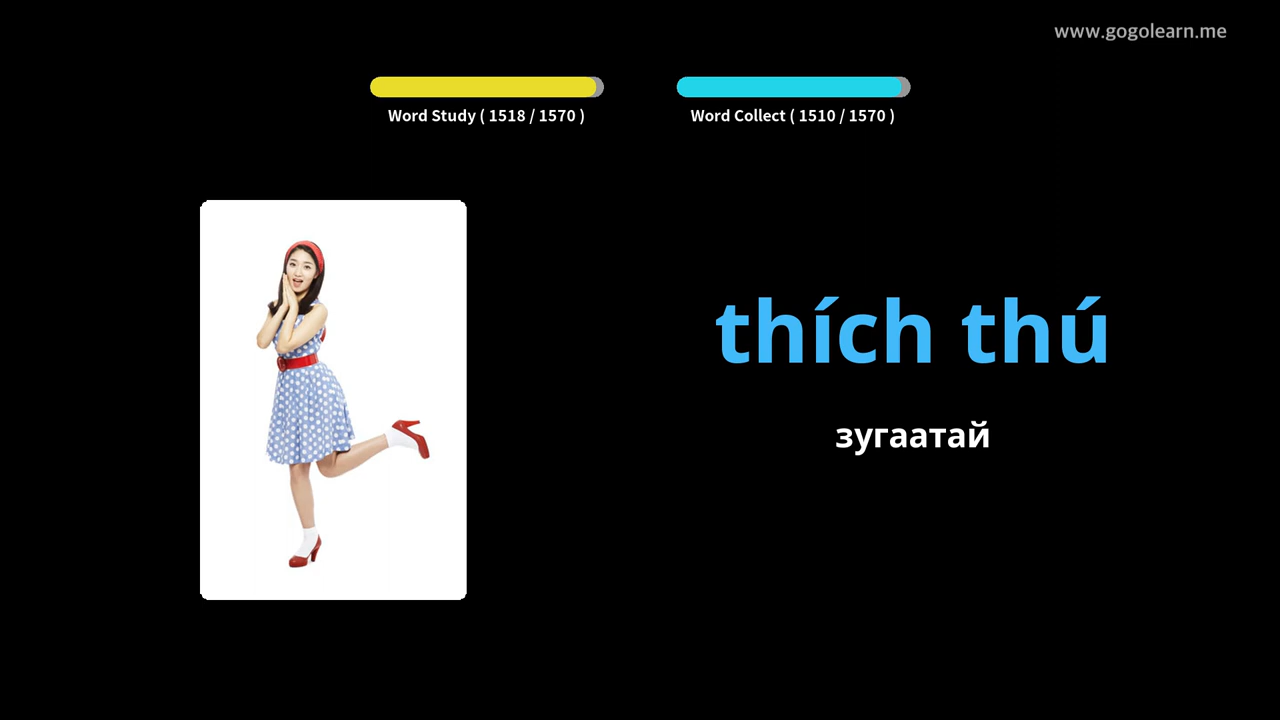 www.gogolearn.me
Word Study ( 1518 / 1570 )
Word Collect ( 1510 / 1570 )
thích thú
зугаатай